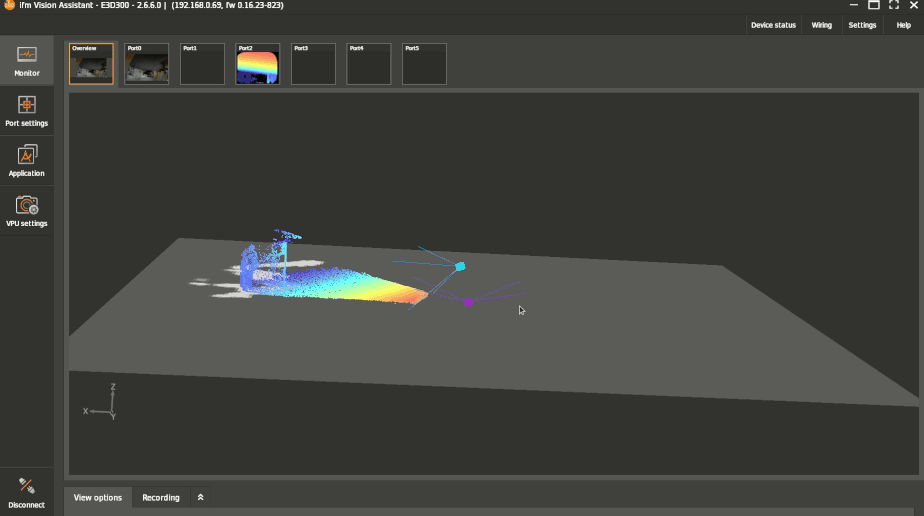 ifm Vision Assistant - E3D300 - 2.6.6.0 | (192.168.0.69, fw 0.16.23-823)
Device status
Wiring
Settings
Help
Overview
Port0
Port1
Port2
Port3
Port4
Port5
Monitor
Port settings
Application
VPU settings
Z
X
Y
View options
Recording
Disconnect